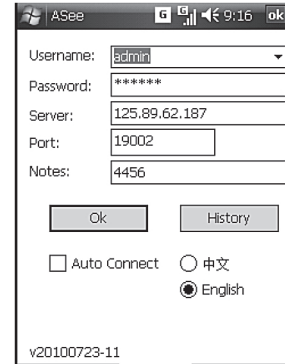 ASee G G 9:16 ok
Username: admin
Password: ******
Server: 125.89.62.187
Port: 19002
Notes: 4456
Ok History
Auto Connect 中文
English
v20100723-11